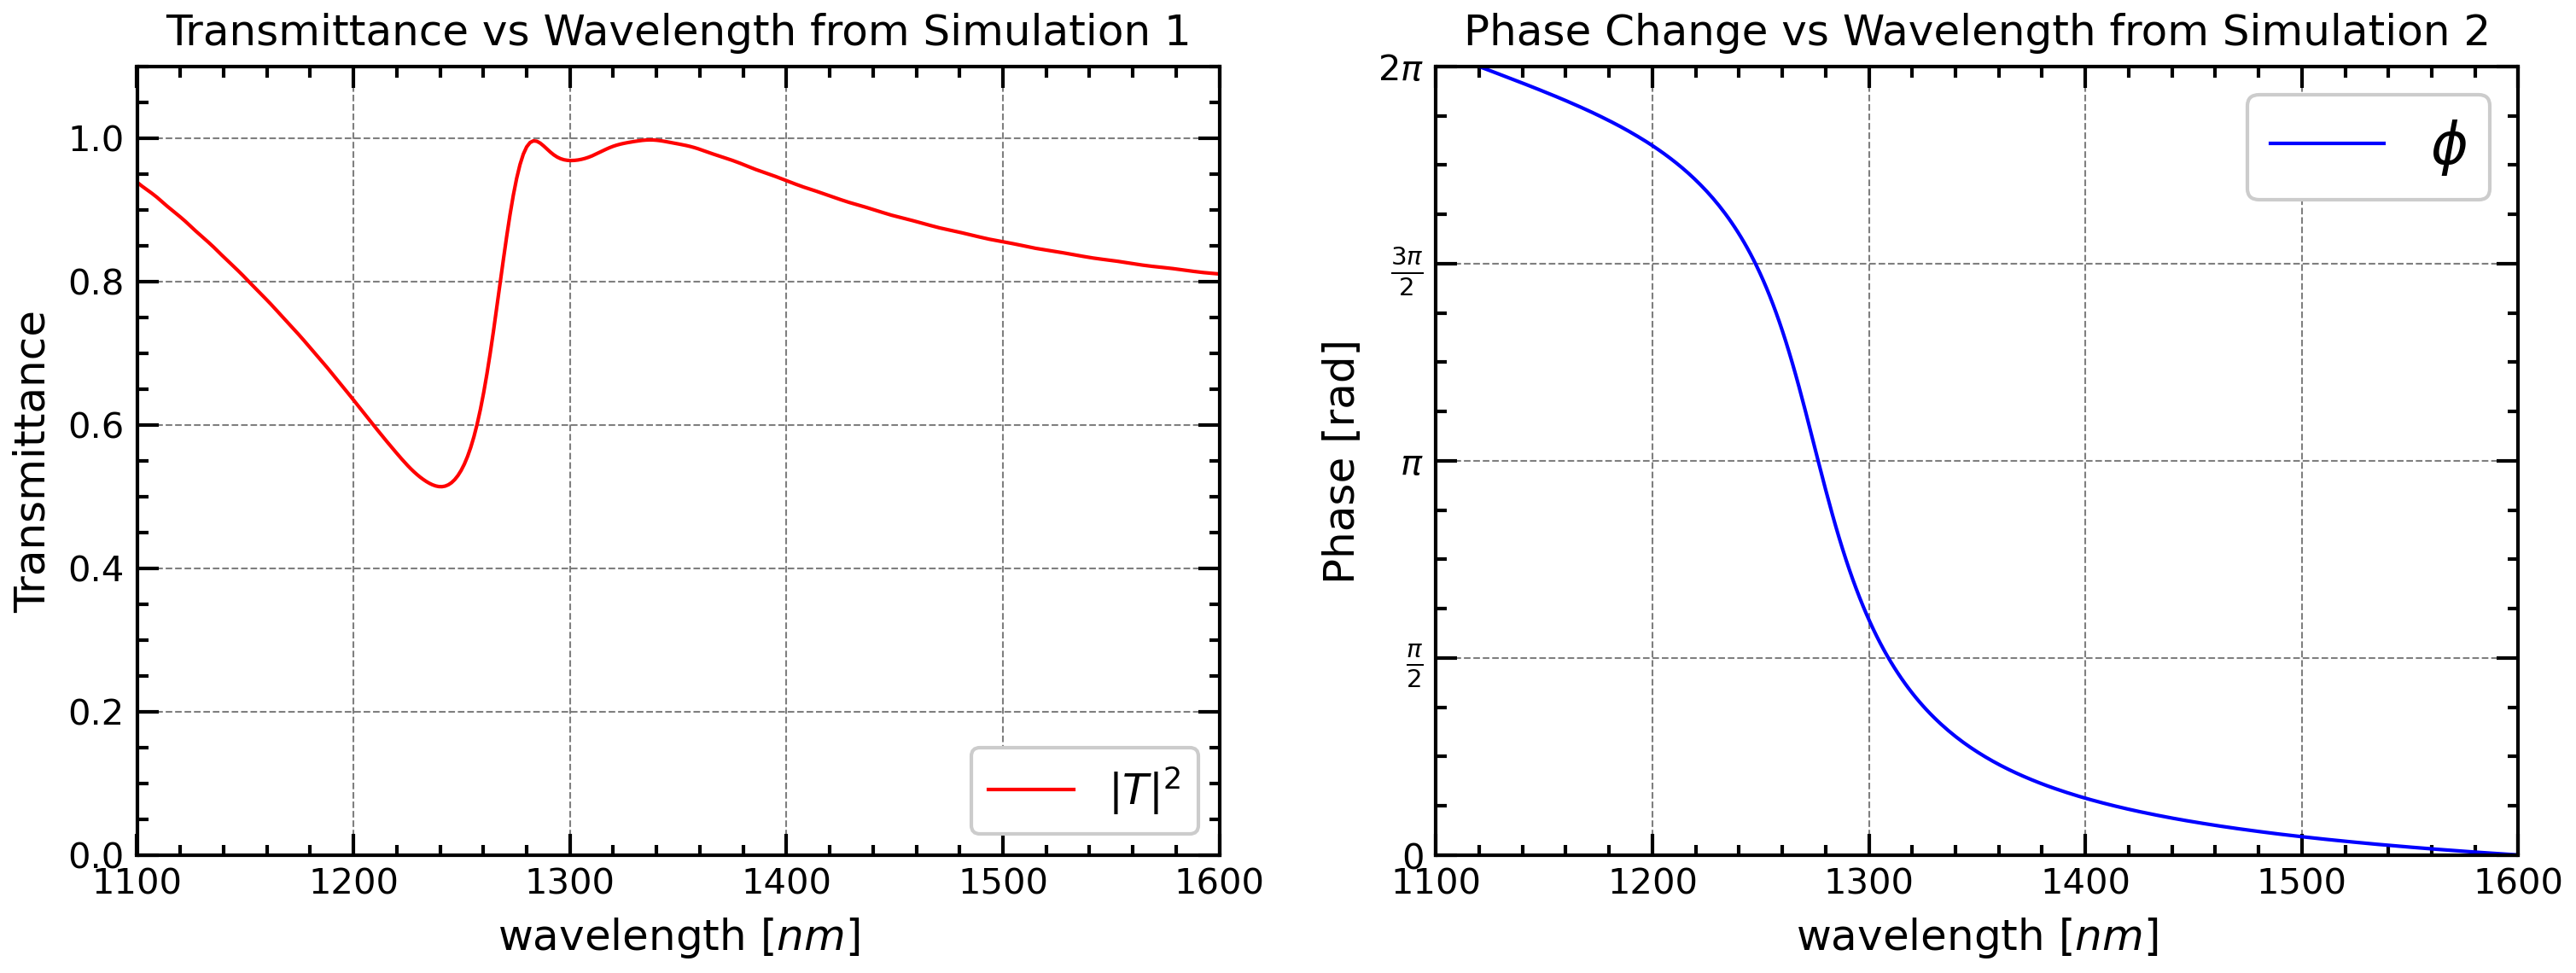 Transmittance vs Wavelength from Simulation 1
Transmittance
1.0
0.8
0.6
0.4
0.2
0.0
1100 1200 1300 1400 1500 1600
wavelength [nm]
|T|²
Phase Change vs Wavelength from Simulation 2
Phase [rad]
2π
3π/2
π
π/2
0
1100 1200 1300 1400 1500 1600
wavelength [nm]
ϕ